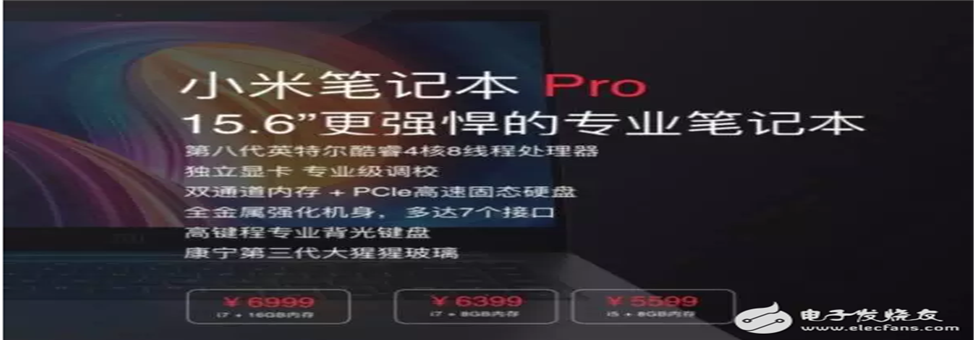 小米笔记本 Pro
15.6”更强悍的专业笔记本
第八代英特尔酷睿4核8线程处理器
独立显卡 专业级调校
双通道内存 + PCIe高速固态硬盘
全金属强化机身，多达7个接口
高键程专业背光键盘
康宁第三代大猩猩玻璃
￥6999 ￥6399 ￥5599
i7 + 16GB内存 i7 + 8GB内存 i5 + 8GB内存
电子发烧友
www.elecfans.com